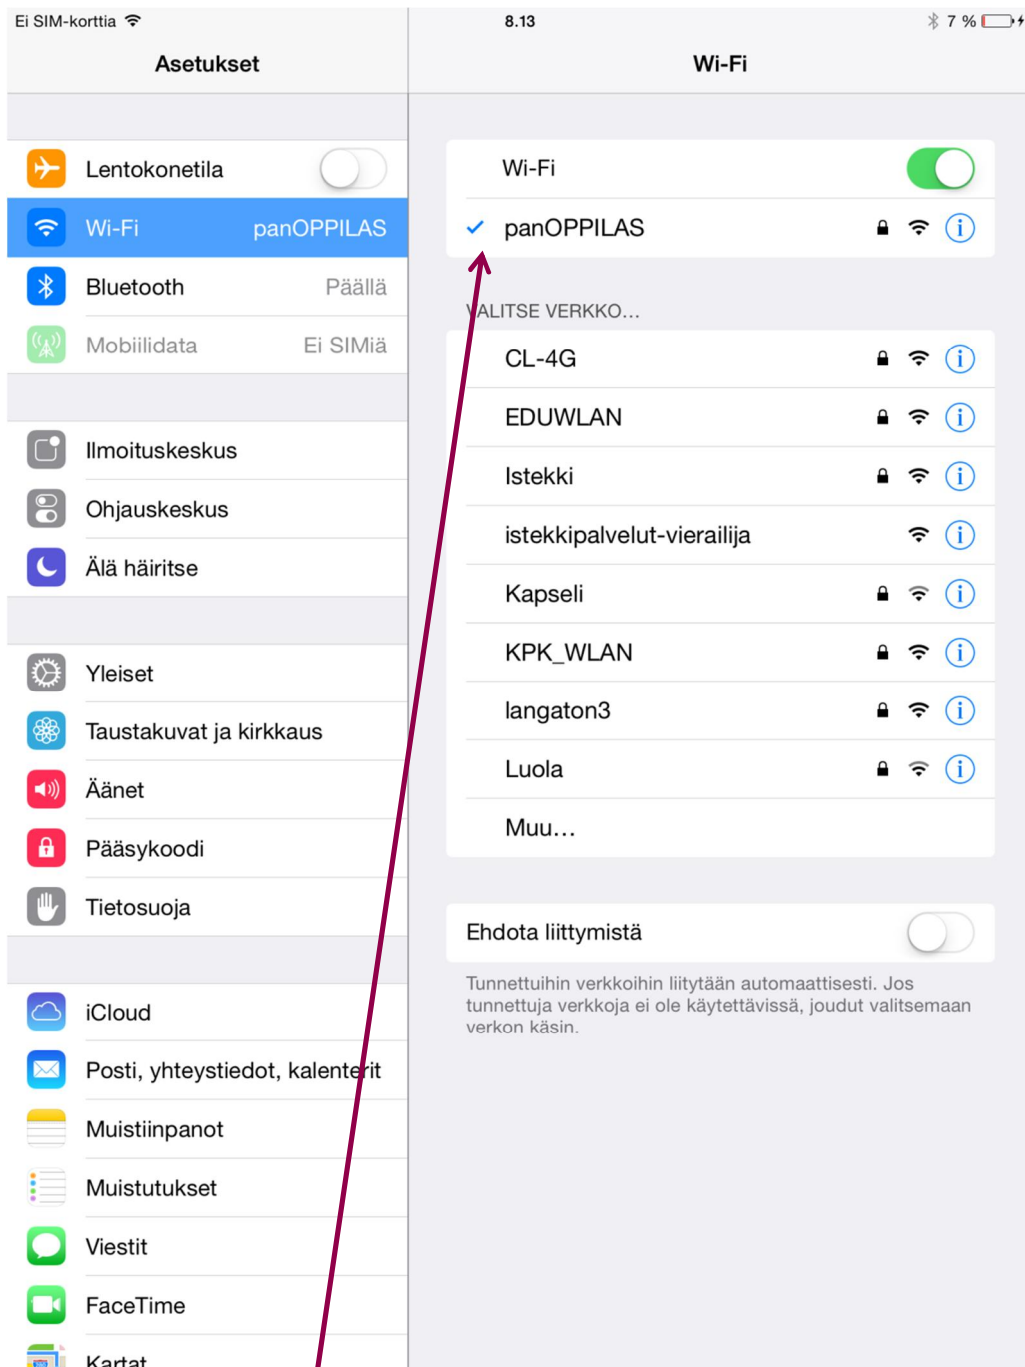 Ei SIM-korttia
8.13
7 %
Asetukset
Wi-Fi
Lentokonetila
Wi-Fi panOPPILAS
Bluetooth Päällä
Mobiilidata Ei SIMiä
Ilmoituskeskus
Ohjauskeskus
Älä häiritse
Yleiset
Taustakuvat ja kirkkaus
Äänet
Pääsykoodi
Tietosuoja
iCloud
Posti, yhteystiedot, kalenterit
Muistiinpanot
Muistutukset
Viestit
FaceTime
Kartat
Wi-Fi
panOPPILAS
VALITSE VERKKO...
CL-4G
EDUWLAN
Istekki
istekkipalvelut-vierailija
Kapseli
KPK_WLAN
langaton3
Luola
Muu...
Ehdota liittymistä
Tunnettuihin verkkoihin liitytään automaattisesti. Jos
tunnettuja verkkoja ei ole käytettävissä, joudut valitsemaan
verkon käsin.